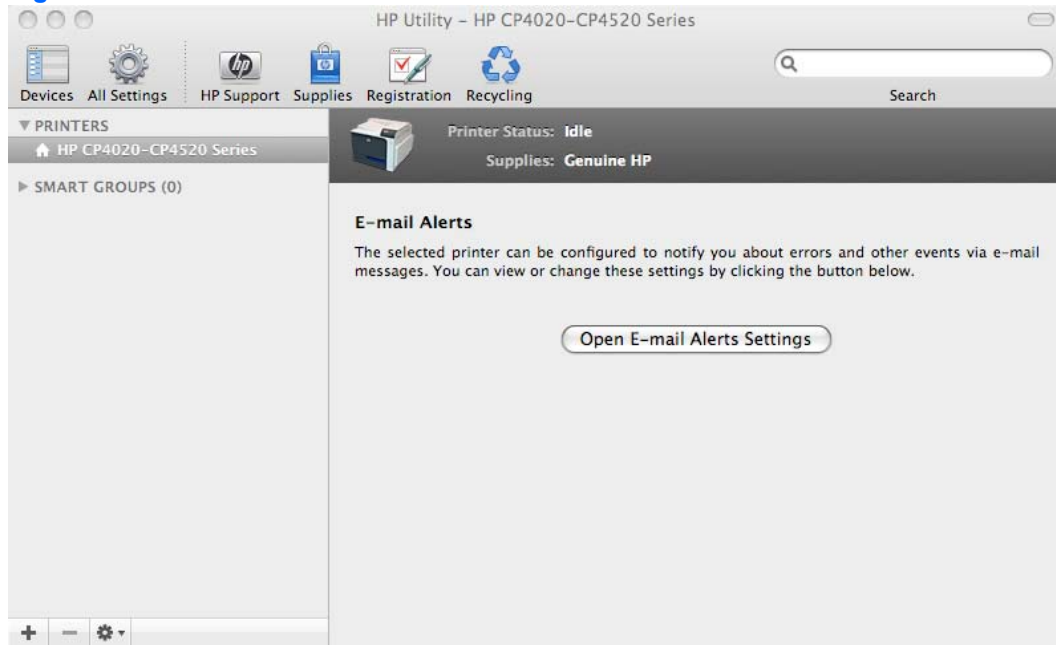 HP Utility – HP CP4020–CP4520 Series
Devices All Settings HP Support Supplies Registration Recycling Search
PRINTERS
HP CP4020–CP4520 Series
SMART GROUPS (0)
Printer Status: Idle
Supplies: Genuine HP
E–mail Alerts
The selected printer can be configured to notify you about errors and other events via e–mail
messages. You can view or change these settings by clicking the button below.
Open E–mail Alerts Settings